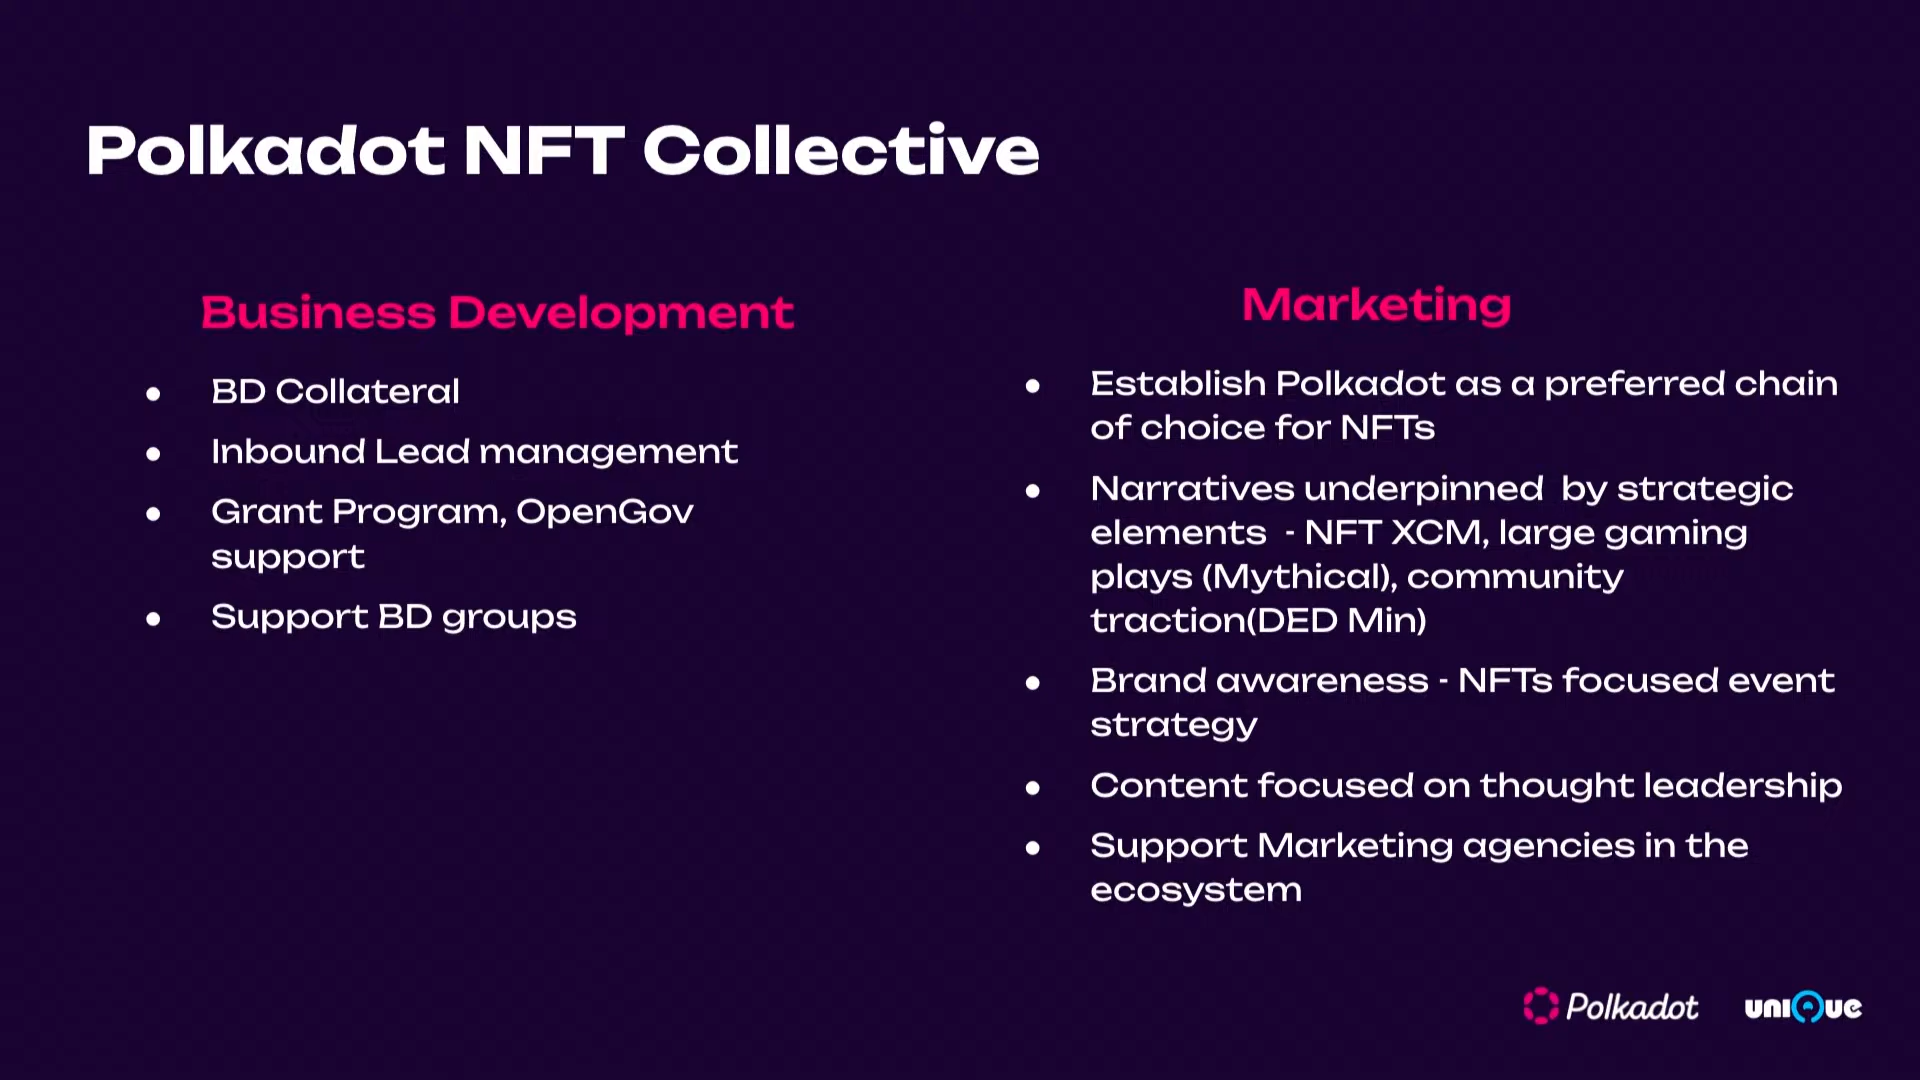 Polkadot NFT Collective
Business Development
• BD Collateral
• Inbound Lead management
• Grant Program, OpenGov
support
• Support BD groups
Marketing
• Establish Polkadot as a preferred chain
of choice for NFTs
• Narratives underpinned  by strategic
elements  - NFT XCM, large gaming
plays (Mythical), community
traction(DED Min)
• Brand awareness - NFTs focused event
strategy
• Content focused on thought leadership
• Support Marketing agencies in the
ecosystem
Polkadot
uniQue